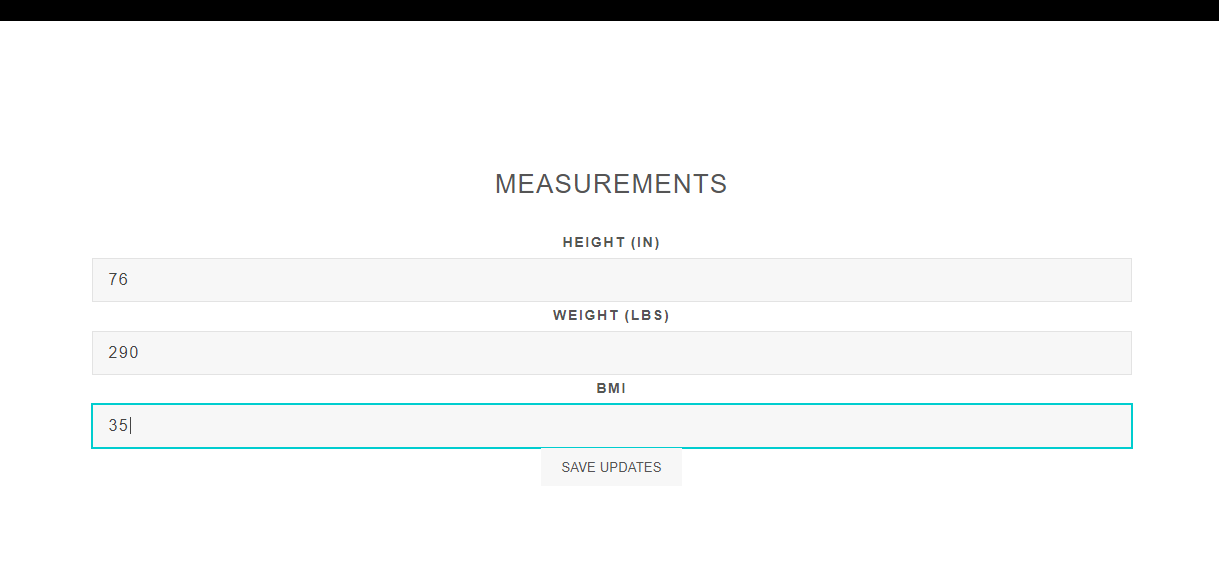 MEASUREMENTS
HEIGHT (IN)
76
WEIGHT (LBS)
290
BMI
35
SAVE UPDATES